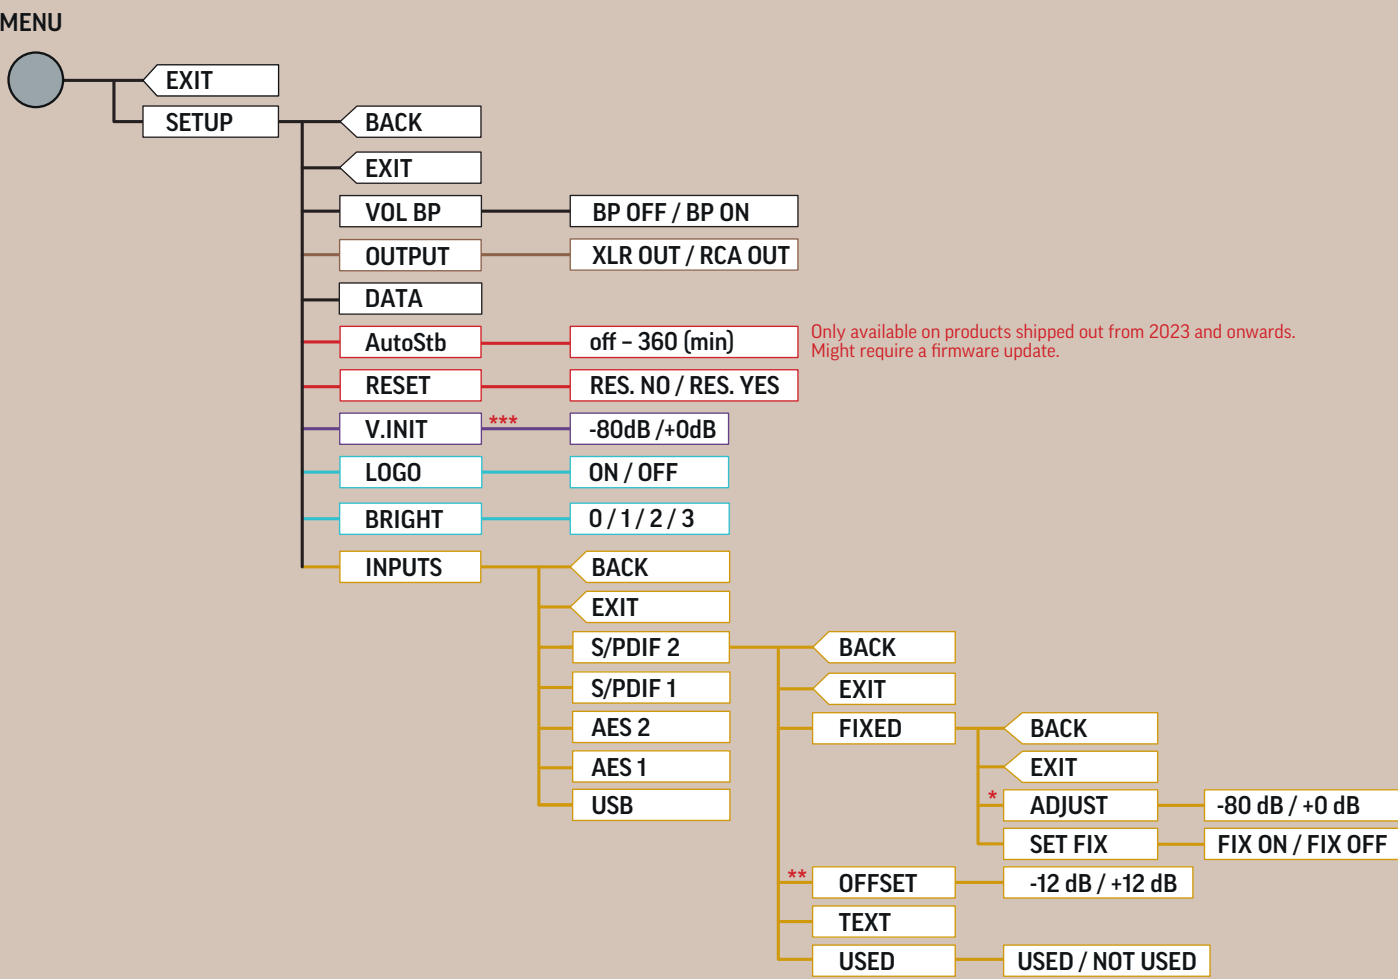 MENU
EXIT
SETUP
BACK
EXIT
VOL BP
BP OFF / BP ON
OUTPUT
XLR OUT / RCA OUT
DATA
AutoStb
off – 360 (min)
Only available on products shipped out from 2023 and onwards.
Might require a firmware update.
RESET
RES. NO / RES. YES
V.INIT
***
-80dB /+0dB
LOGO
ON / OFF
BRIGHT
0 / 1 / 2 / 3
INPUTS
BACK
EXIT
S/PDIF 2
BACK
S/PDIF 1
EXIT
AES 2
FIXED
BACK
AES 1
EXIT
USB
*
ADJUST
-80 dB / +0 dB
SET FIX
FIX ON / FIX OFF
**
OFFSET
-12 dB / +12 dB
TEXT
USED
USED / NOT USED